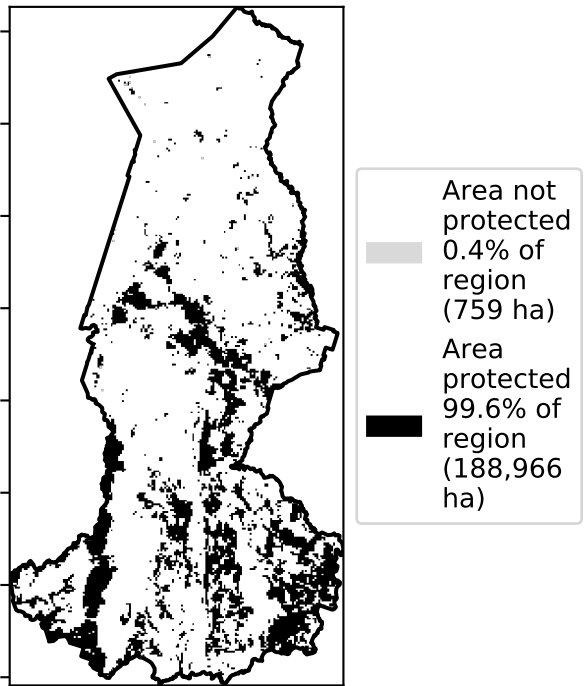 Area not
protected
0.4% of
region
(759 ha)
Area
protected
99.6% of
region
(188,966
ha)